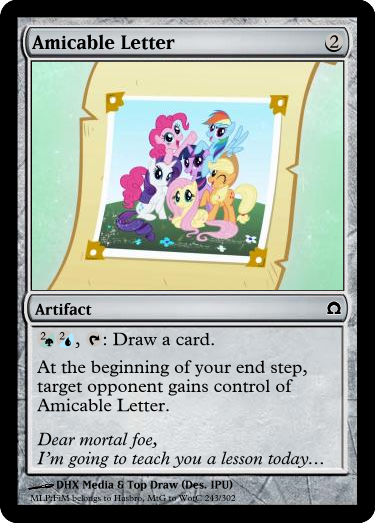 Amicable Letter 2
Artifact Ω
2 2, : Draw a card.
At the beginning of your end step,
target opponent gains control of
Amicable Letter.
Dear mortal foe,
I'm going to teach you a lesson today…
DHX Media & Top Draw (Des. IPU)
MLP:FiM belongs to Hasbro, MtG to WotC 243/302